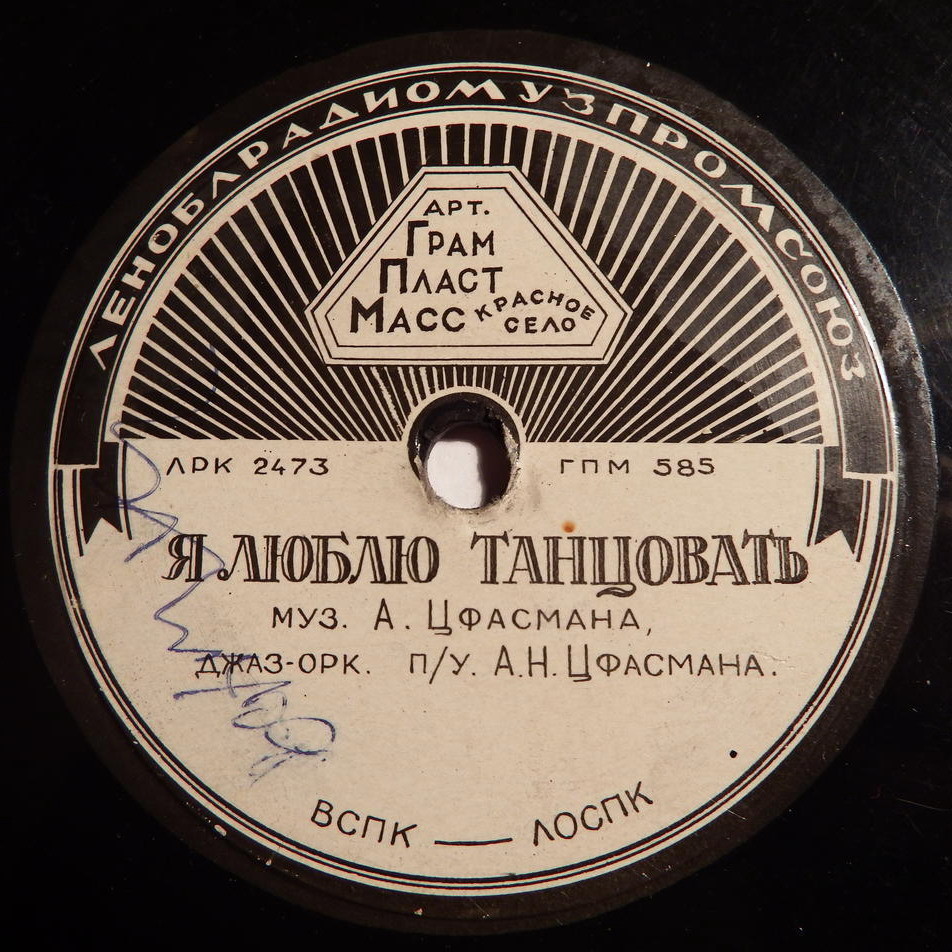 ЛЕНОБЛРАДИОМУЗПРОМСОЮЗ
АРТ.
ГРАМ
ПЛАСТ
МАСС КРАСНОЕ
СЕЛО
ЛРК 2473 ГПМ 585
Я ЛЮБЛЮ ТАНЦОВАТЬ
МУЗ. А. ЦФАСМАНА,
ДЖАЗ-ОРК. П/У. А.Н.ЦФАСМАНА.
ВСПК — ЛОСПК